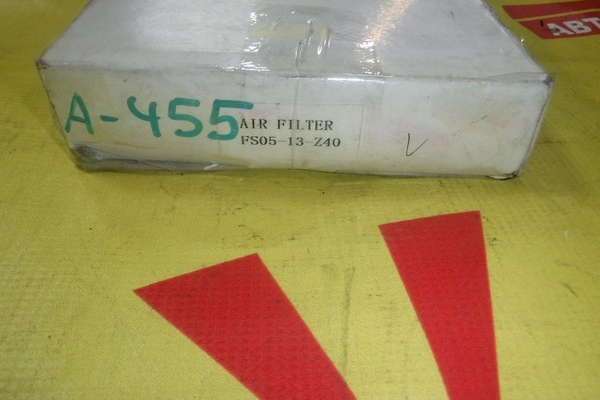 A-455
AIR FILTER
FS05-13-Z40
V
АВТ